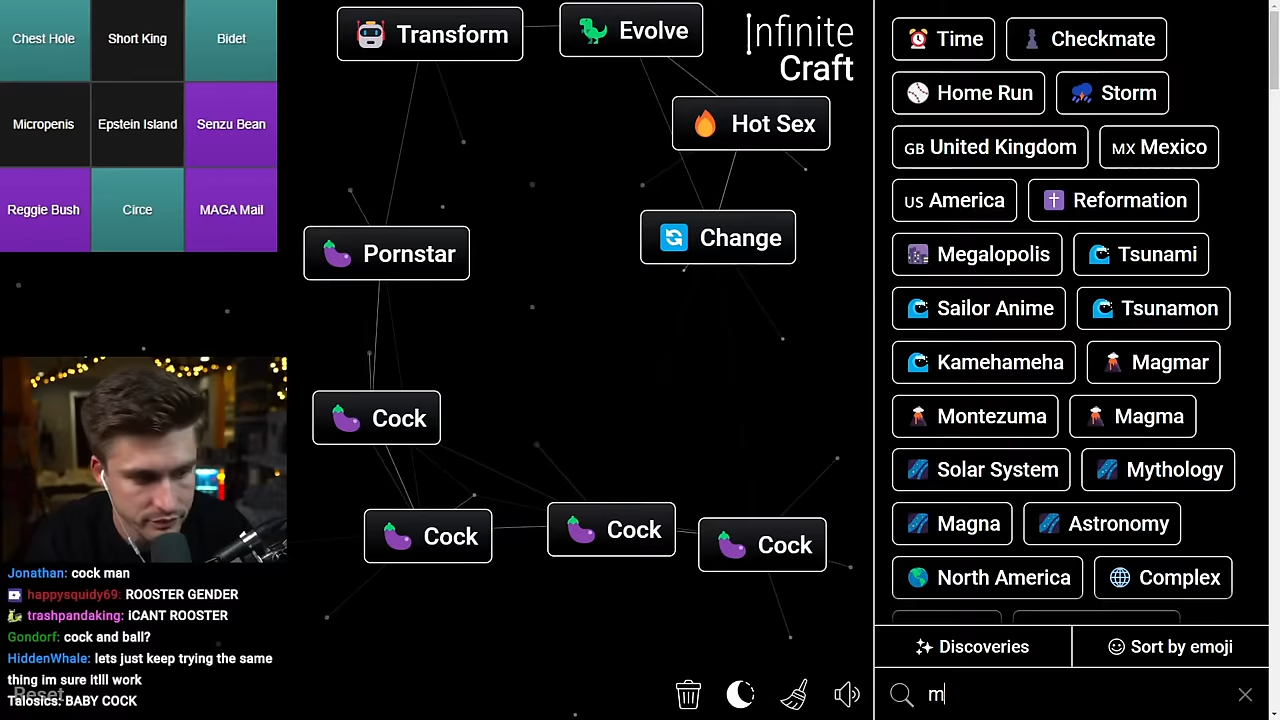 Chest Hole
Short King
Bidet
Micropenis
Epstein Island
Senzu Bean
Reggie Bush
Circe
MAGA Mail
Transform
Evolve
Infinite
Craft
Hot Sex
Change
Pornstar
Cock
Cock
Cock
Cock
Jonathan: cock man
happysquidy69: ROOSTER GENDER
trashpandaking: iCANT ROOSTER
Gondorf: cock and ball?
HiddenWhale: lets just keep trying the same
thing im sure itlll work
Reset
Talosics: BABY COCK
Time
Checkmate
Home Run
Storm
GB United Kingdom
MX Mexico
US America
Reformation
Megalopolis
Tsunami
Sailor Anime
Tsunamon
Kamehameha
Magmar
Montezuma
Magma
Solar System
Mythology
Magna
Astronomy
North America
Complex
Discoveries
Sort by emoji
m